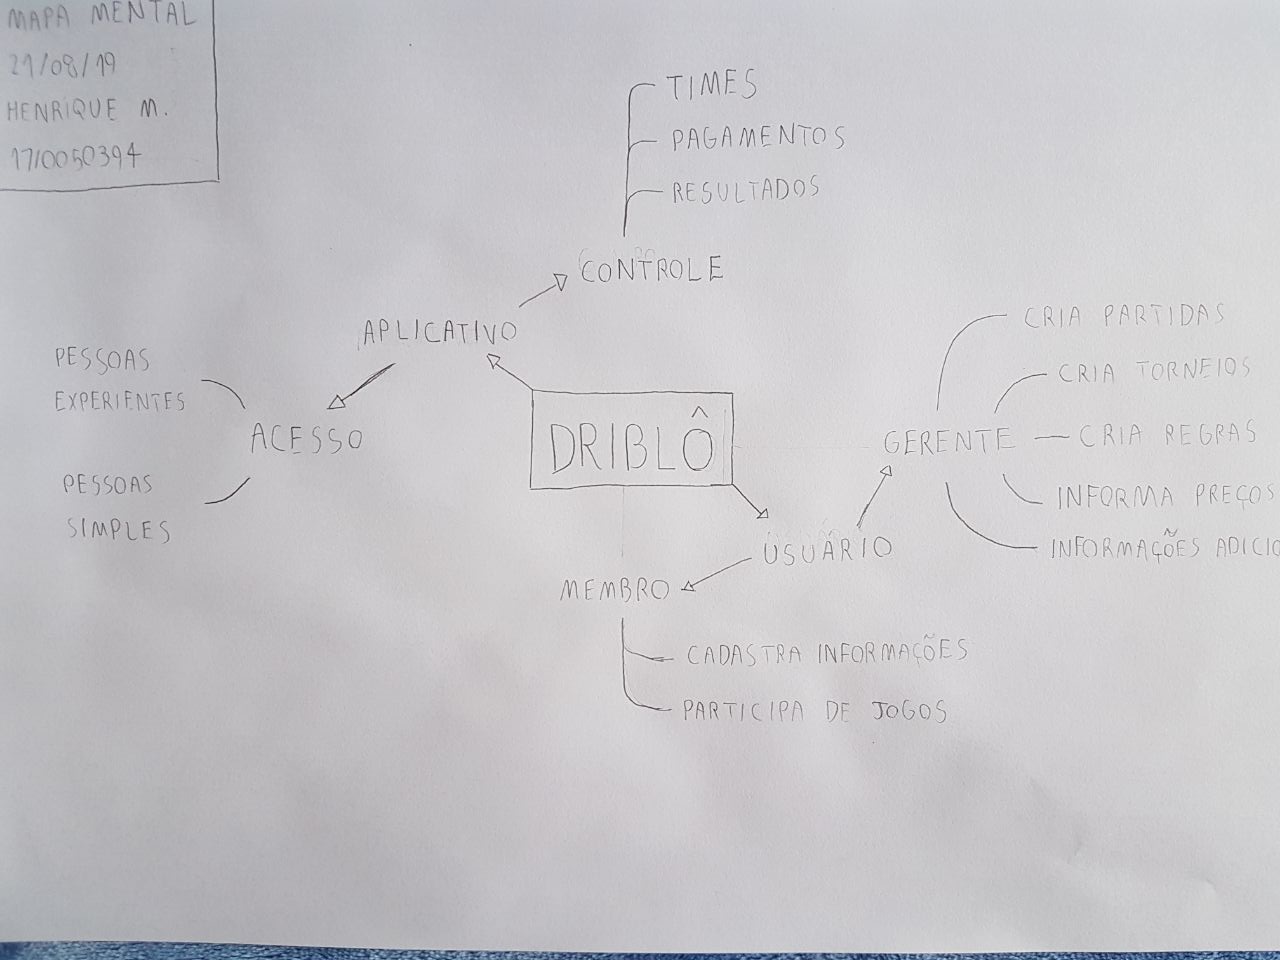 MAPA MENTAL
21/08/19
HENRIQUE M.
170050394
TIMES
PAGAMENTOS
RESULTADOS
CONTROLE
APLICATIVO
PESSOAS
EXPERIENTES
ACESSO
PESSOAS
SIMPLES
DRIBLÔ
CRIA PARTIDAS
CRIA TORNEIOS
GERENTE
CRIA REGRAS
INFORMA PREÇOS
INFORMAÇÕES ADICIO
USUÁRIO
MEMBRO
CADASTRA INFORMAÇÕES
PARTICIPA DE JOGOS